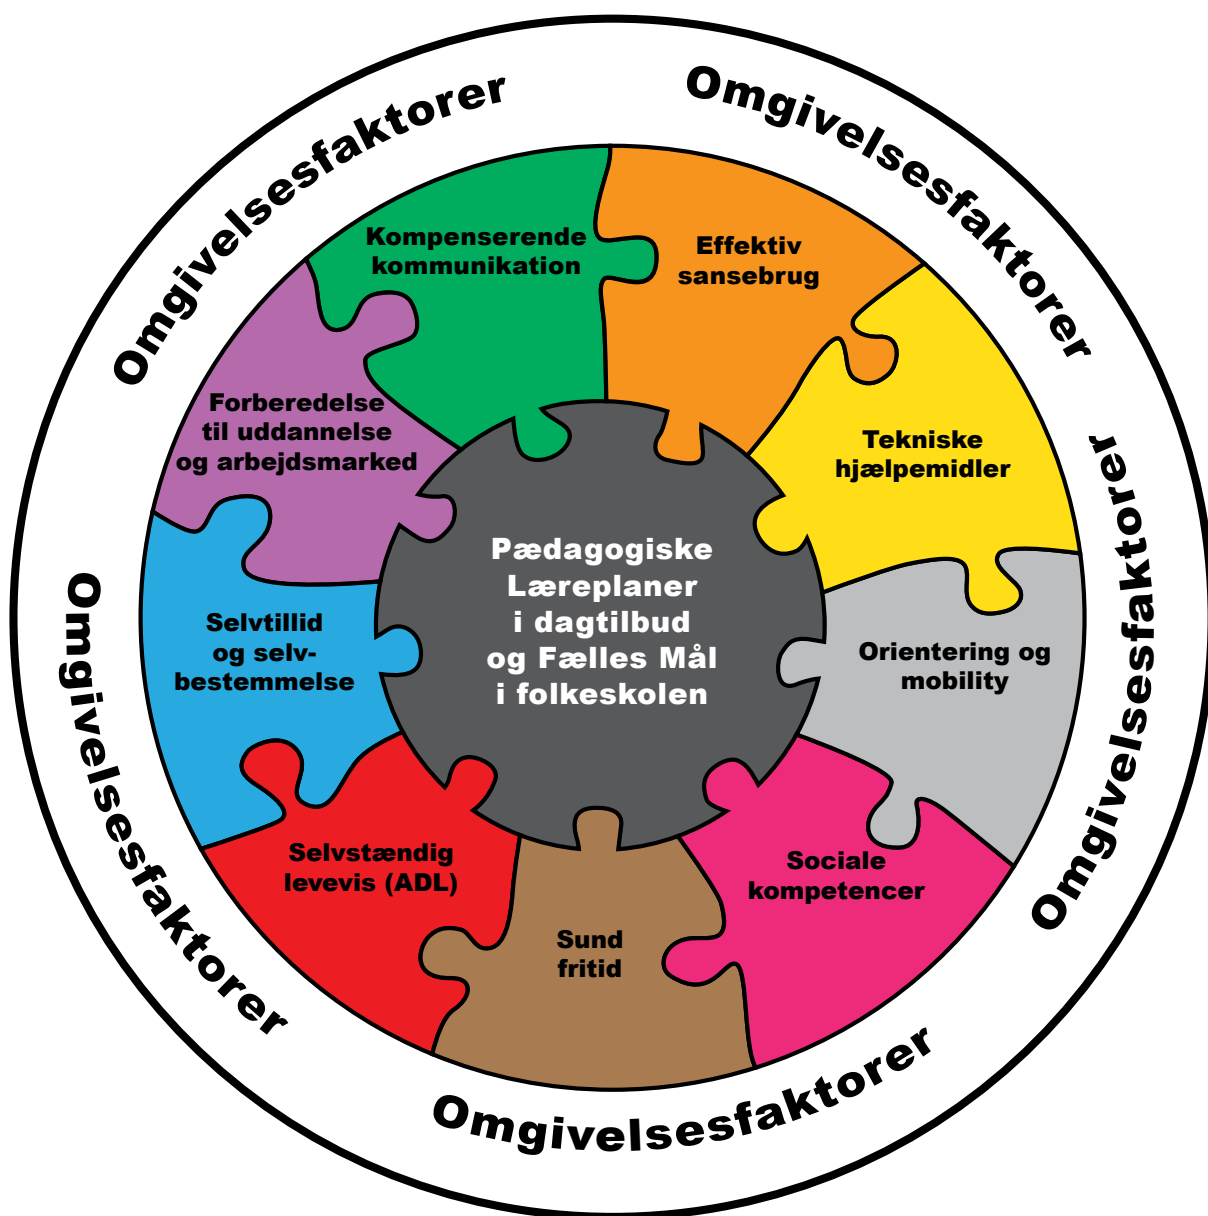 Omgivelsesfaktorer
Omgivelsesfaktorer
Omgivelsesfaktorer
Omgivelsesfaktorer
Omgivelsesfaktorer
Kompenserende
kommunikation
Effektiv
sansebrug
Tekniske
hjælpemidler
Orientering og
mobility
Sociale
kompetencer
Sund
fritid
Selvstændig
levevis (ADL)
Selvtillid
og selv-
bestemmelse
Forberedelse
til uddannelse
og arbejdsmarked
Pædagogiske
Læreplaner
i dagtilbud
og Fælles Mål
i folkeskolen